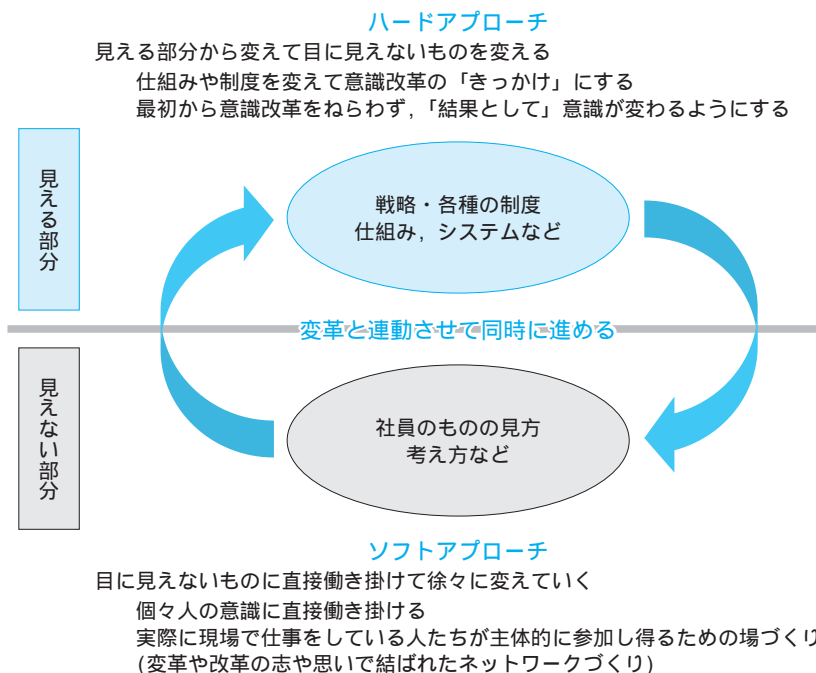 ハードアプローチ
見える部分から変えて目に見えないものを変える
仕組みや制度を変えて意識改革の「きっかけ」にする
最初から意識改革をねらわず，「結果として」意識が変わるようにする
見える部分
戦略・各種の制度
仕組み，システムなど
変革と連動させて同時に進める
見えない部分
社員のものの見方
考え方など
ソフトアプローチ
目に見えないものに直接働き掛けて徐々に変えていく
個々人の意識に直接働き掛ける
実際に現場で仕事をしている人たちが主体的に参加し得るための場づくり
(変革や改革の志や思いで結ばれたネットワークづくり)